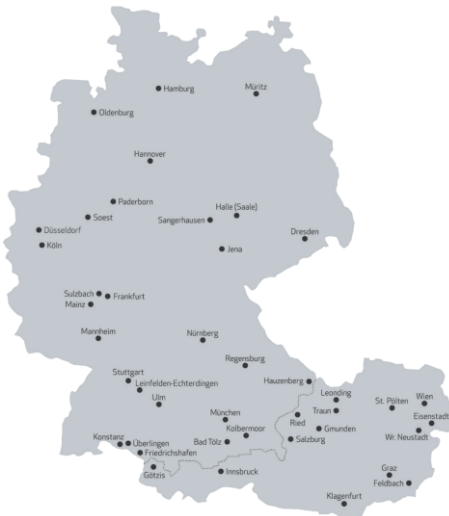 Hamburg
Müritz
Oldenburg
Hannover
Paderborn
Halle (Saale)
Soest
Sangerhausen
Düsseldorf
Dresden
Köln
Jena
Sulzbach
Frankfurt
Mainz
Mannheim
Nürnberg
Regensburg
Stuttgart
Hauzenberg
Leinfelden-Echterdingen
Leonding
Ulm
St. Pölten
Wien
Traun
München
Ried
Eisenstadt
Kolbermoor
Gmunden
Wr. Neustadt
Konstanz
Überlingen
Bad Tölz
Salzburg
Friedrichshafen
Götzis
Innsbruck
Graz
Feldbach
Klagenfurt